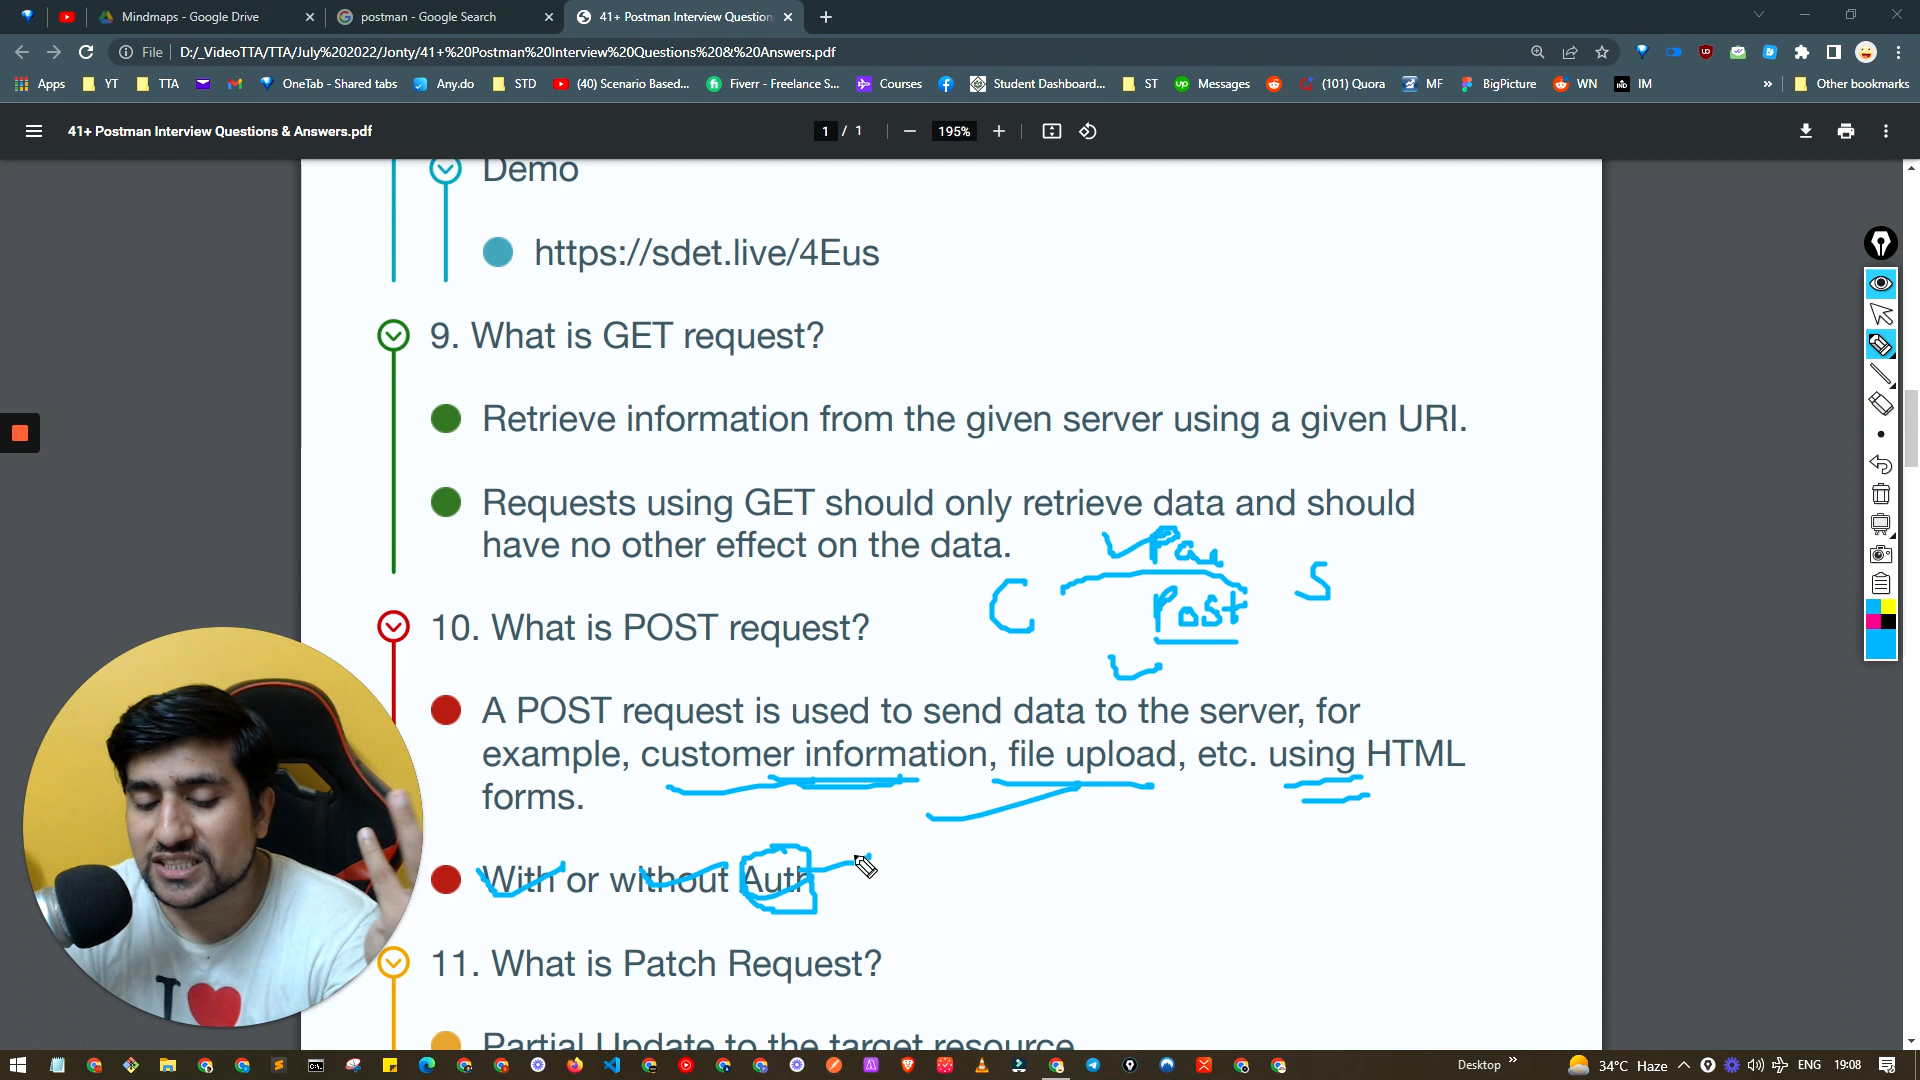 Mindmaps - Google Drive
postman - Google Search
41+ Postman Interview Question
File D:/_VideoTTA/TTA/July%202022/Jonty/41+%20Postman%20Interview%20Questions%20&%20Answers.pdf
Apps YT TTA OneTab - Shared tabs Any.do STD (40) Scenario Based... Fiverr - Freelance S... Courses Student Dashboard... ST Messages (101) Quora MF BigPicture WN IM » Other bookmarks
41+ Postman Interview Questions & Answers.pdf 1 / 1 195%
Demo
https://sdet.live/4Eus
9. What is GET request?
Retrieve information from the given server using a given URI.
Requests using GET should only retrieve data and should
have no other effect on the data.
C Post S
10. What is POST request?
A POST request is used to send data to the server, for
example, customer information, file upload, etc. using HTML
forms.
With or without Auth
11. What is Patch Request?
Partial Update to the target resource
I
Desktop » 34°C Haze ENG 19:08